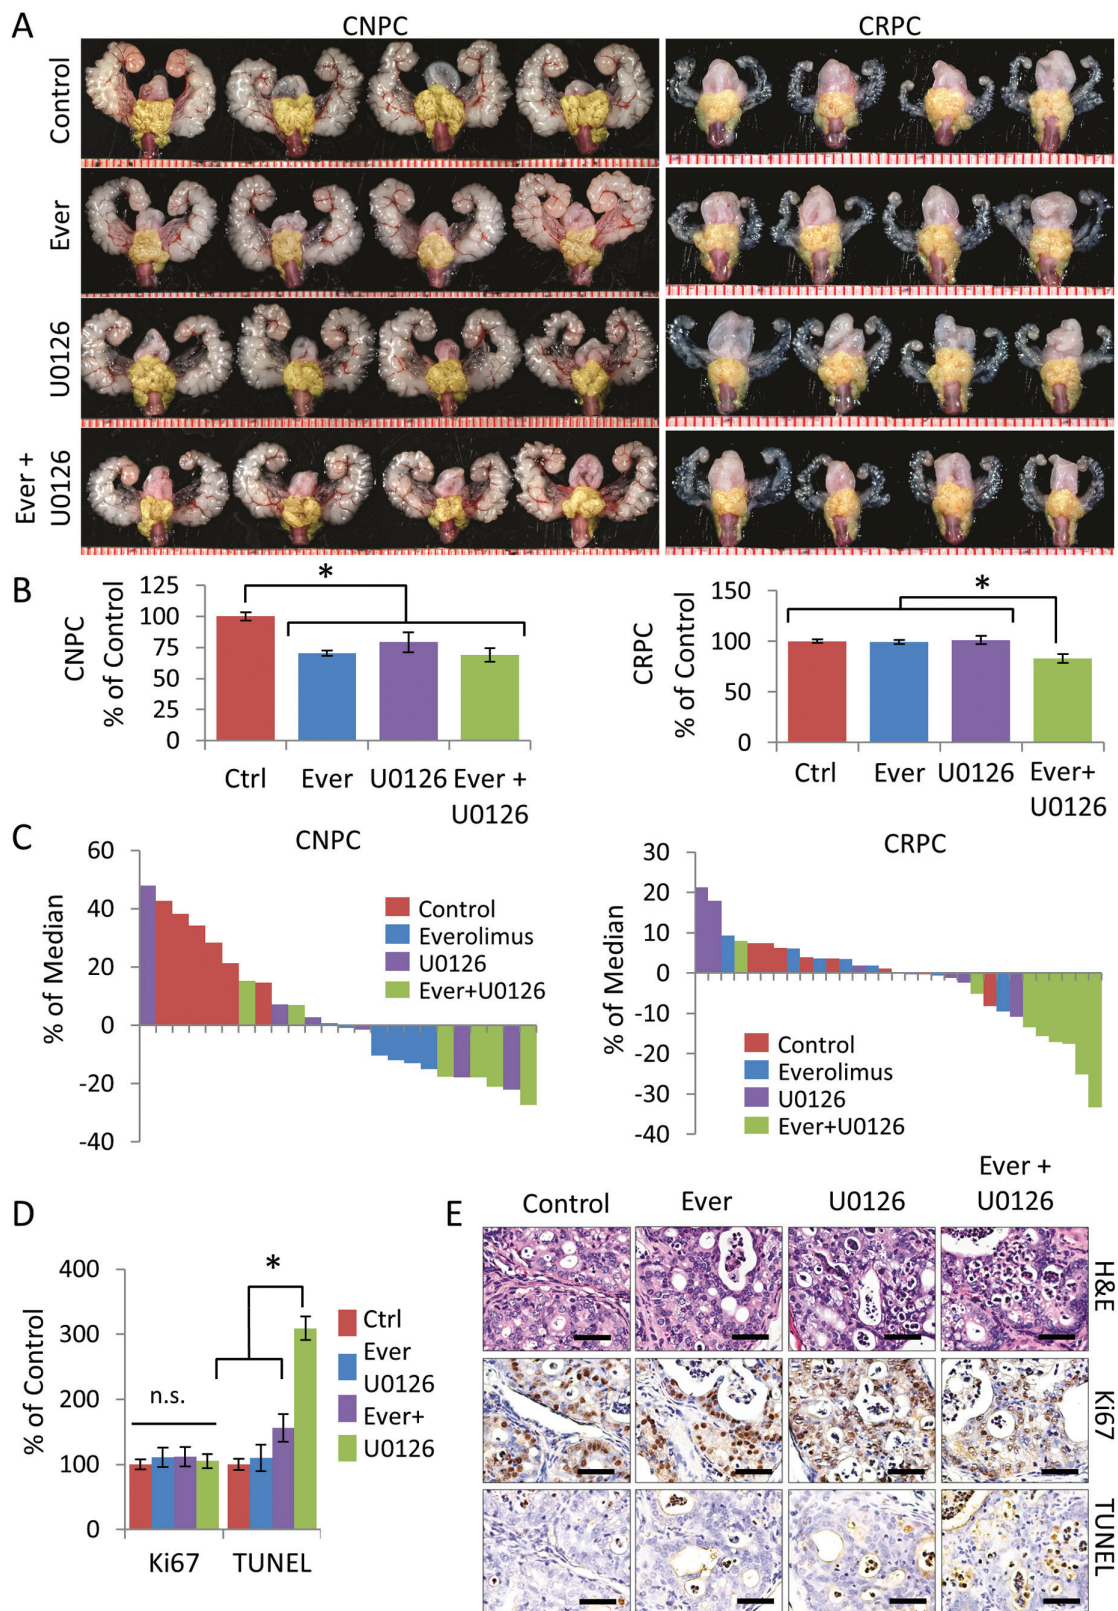 A
CNPC
CRPC
Control
Ever
U0126
Ever +
U0126
B
CNPC
% of Control
125
100
75
50
25
0
*
Ctrl
Ever
U0126
Ever +
U0126
CRPC
% of Control
150
100
50
0
*
Ctrl
Ever
U0126
Ever+
U0126
C
CNPC
% of Median
60
40
20
0
-20
-40
Control
Everolimus
U0126
Ever+U0126
CRPC
% of Median
30
20
10
0
-10
-20
-30
-40
Control
Everolimus
U0126
Ever+U0126
D
% of Control
400
300
200
100
0
n.s.
*
Ki67
TUNEL
Ctrl
Ever
U0126
Ever+
U0126
E
Control
Ever
U0126
Ever +
U0126
H&E
Ki67
TUNEL